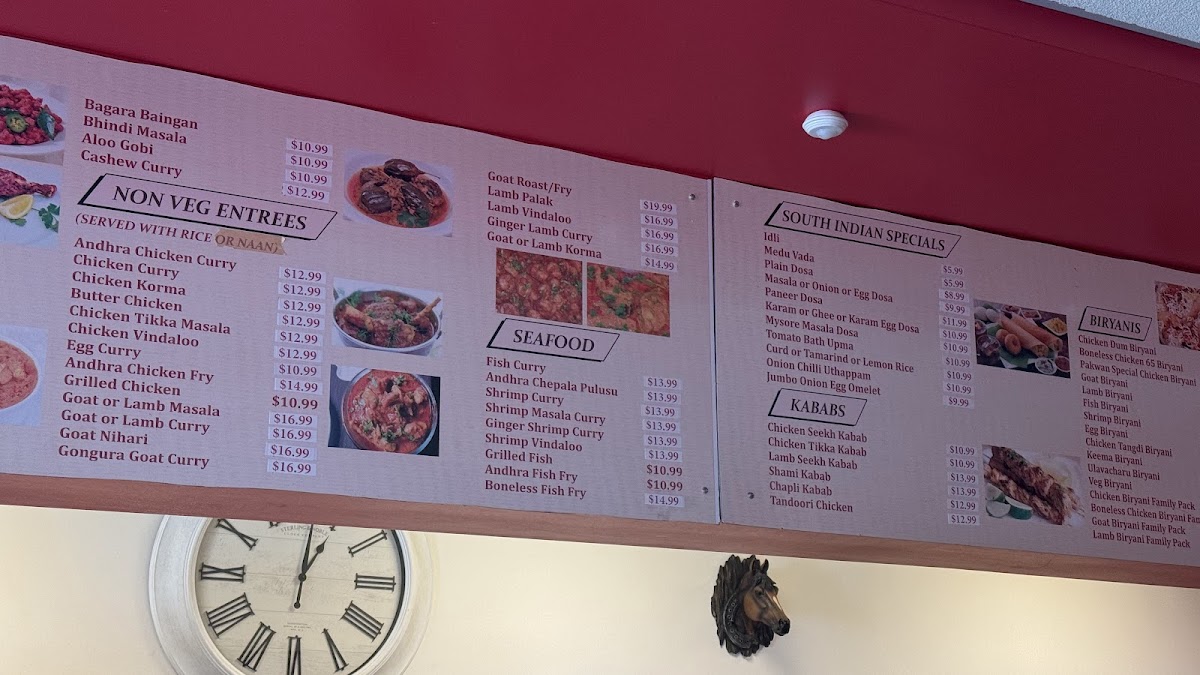 Bagara Baingan $10.99
Bhindi Masala $10.99
Aloo Gobi $10.99
Cashew Curry $12.99
NON VEG ENTREES
(SERVED WITH RICE OR NAAN)
Andhra Chicken Curry $12.99
Chicken Curry $12.99
Chicken Korma $12.99
Butter Chicken $12.99
Chicken Tikka Masala $12.99
Chicken Vindaloo $12.99
Egg Curry $10.99
Andhra Chicken Fry $14.99
Grilled Chicken $10.99
Goat or Lamb Masala $16.99
Goat or Lamb Curry $16.99
Goat Nihari $16.99
Gongura Goat Curry $16.99
Goat Roast/Fry $19.99
Lamb Palak $16.99
Lamb Vindaloo $16.99
Ginger Lamb Curry $16.99
Goat or Lamb Korma $14.99
SEAFOOD
Fish Curry $13.99
Andhra Chepala Pulusu $13.99
Shrimp Curry $13.99
Shrimp Masala Curry $13.99
Ginger Shrimp Curry $13.99
Shrimp Vindaloo $13.99
Grilled Fish $10.99
Andhra Fish Fry $10.99
Boneless Fish Fry $14.99
SOUTH INDIAN SPECIALS
Idli $5.99
Medu Vada $5.99
Plain Dosa $8.99
Masala or Onion or Egg Dosa $9.99
Paneer Dosa $11.99
Karam or Ghee or Karam Egg Dosa $10.99
Mysore Masala Dosa $10.99
Tomato Bath Upma $10.99
Curd or Tamarind or Lemon Rice $10.99
Onion Chilli Uthappam $10.99
Jumbo Onion Egg Omelet $9.99
KABABS
Chicken Seekh Kabab $10.99
Chicken Tikka Kabab $10.99
Lamb Seekh Kabab $13.99
Shami Kabab $13.99
Chapli Kabab $12.99
Tandoori Chicken $12.99
BIRYANIS
Chicken Dum Biryani
Boneless Chicken 65 Biryani
Pakwan Special Chicken Biryani
Goat Biryani
Lamb Biryani
Fish Biryani
Shrimp Biryani
Egg Biryani
Chicken Tangdi Biryani
Keema Biryani
Ulavacharu Biryani
Veg Biryani
Chicken Biryani Family Pack
Boneless Chicken Biryani Fa
Goat Biryani Family Pack
Lamb Biryani Family Pack